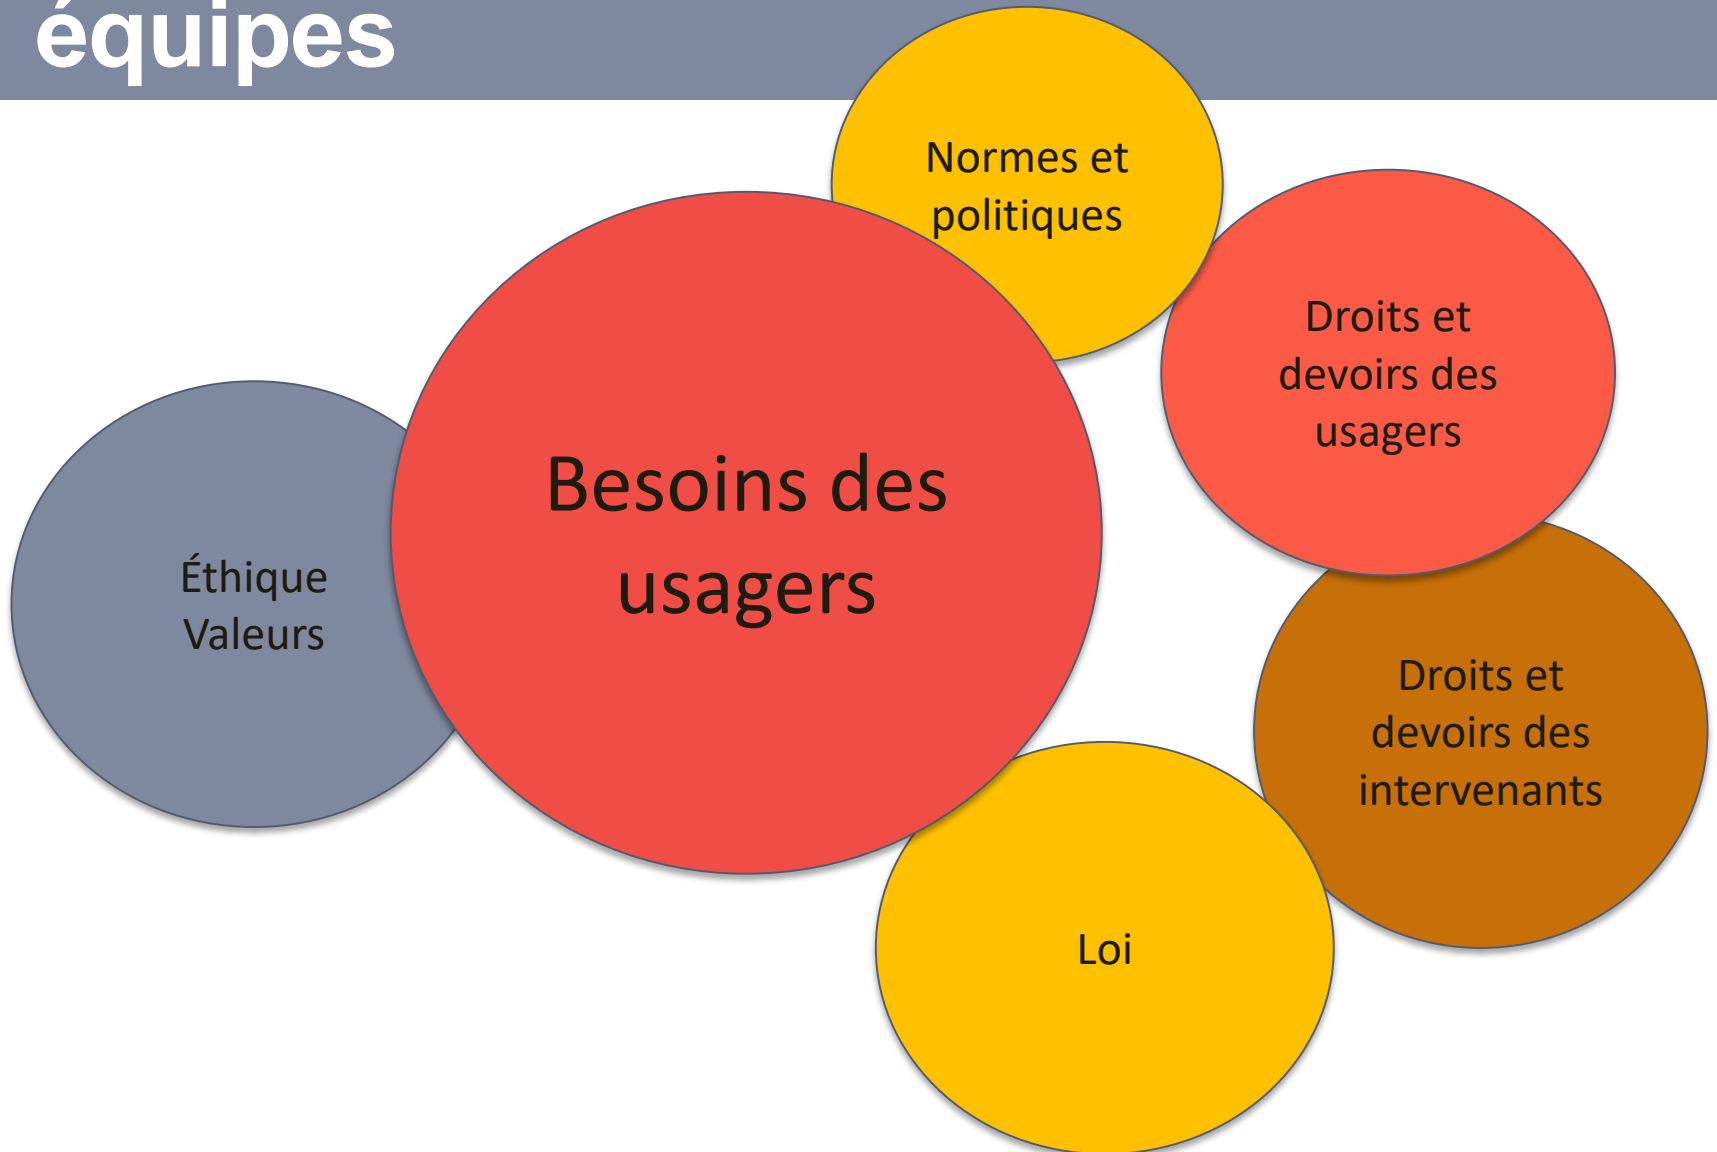 équipes
Normes et
politiques
Droits et
devoirs des
usagers
Besoins des
usagers
Éthique
Valeurs
Droits et
devoirs des
intervenants
Loi